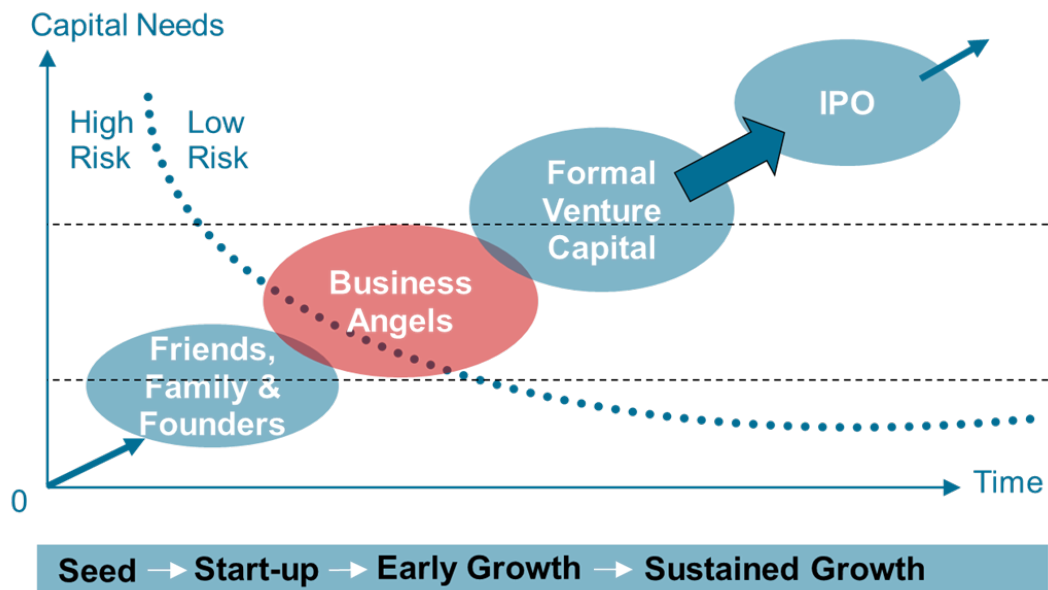 Capital Needs
High
Risk
Low
Risk
IPO
Formal
Venture
Capital
Business
Angels
Friends,
Family &
Founders
0
Time
Seed → Start-up → Early Growth → Sustained Growth